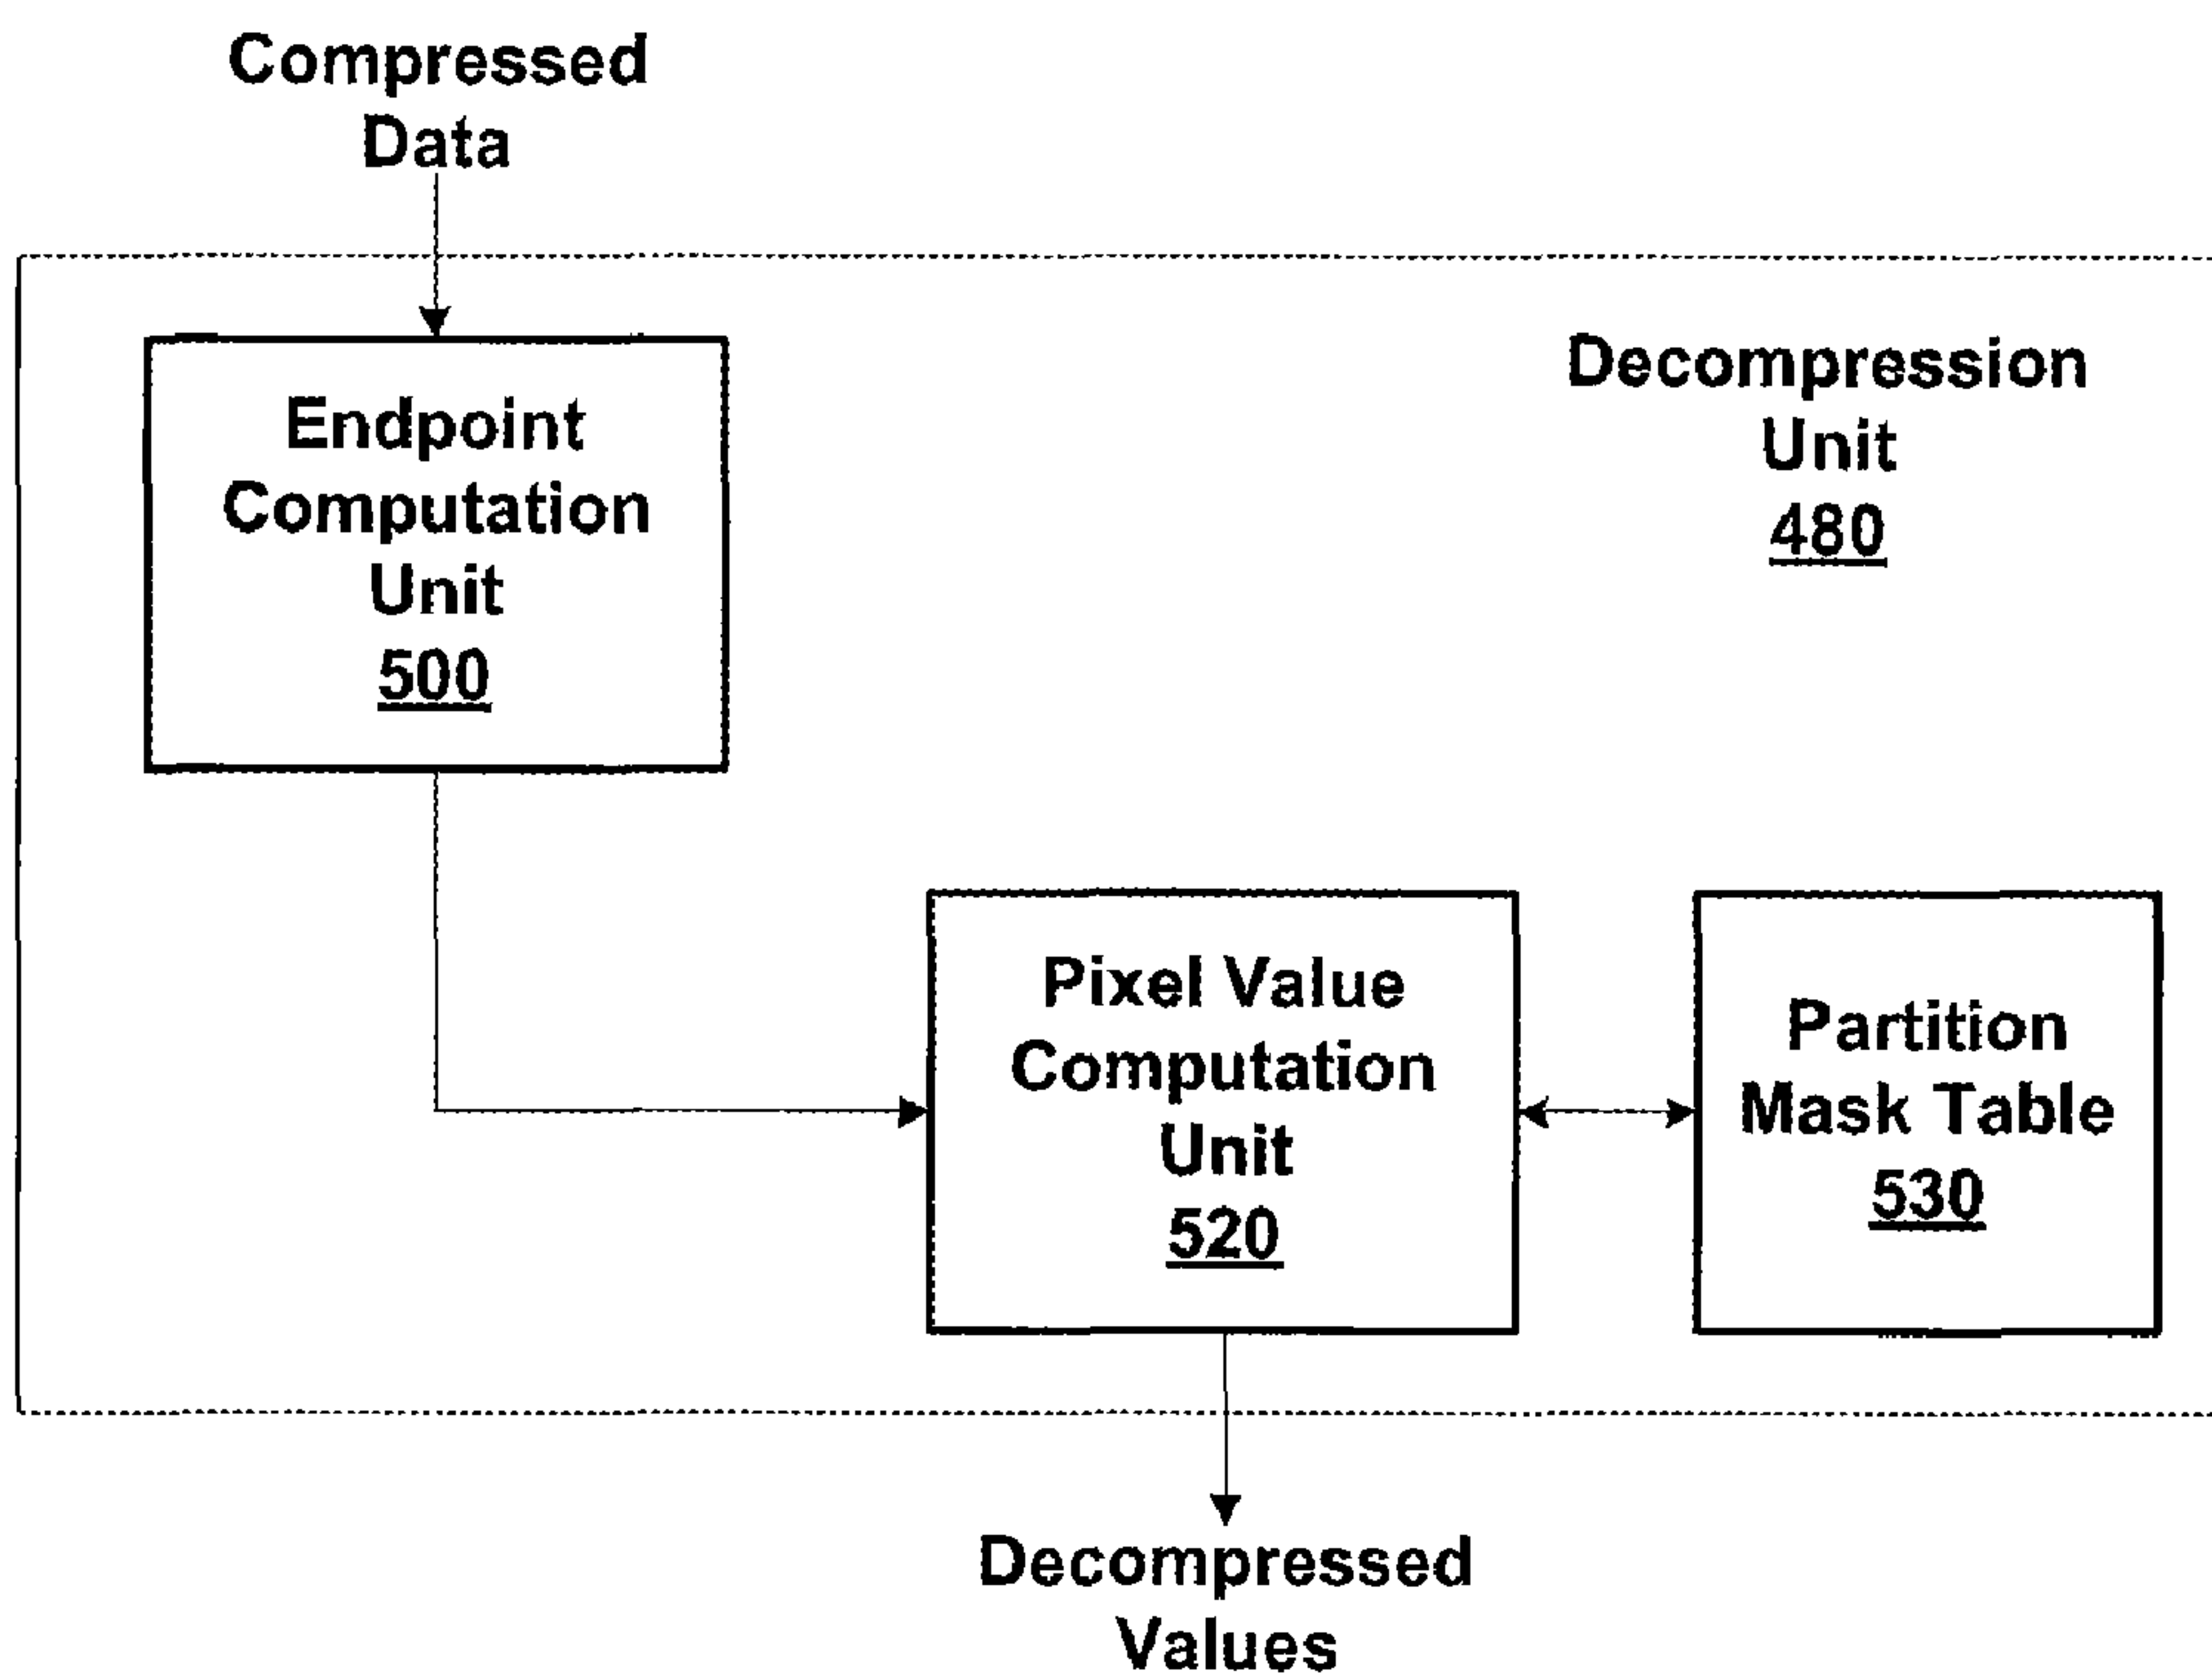 Compressed
Data
Endpoint
Computation
Unit
500
Decompression
Unit
480
Pixel Value
Computation
Unit
520
Partition
Mask Table
530
Decompressed
Values